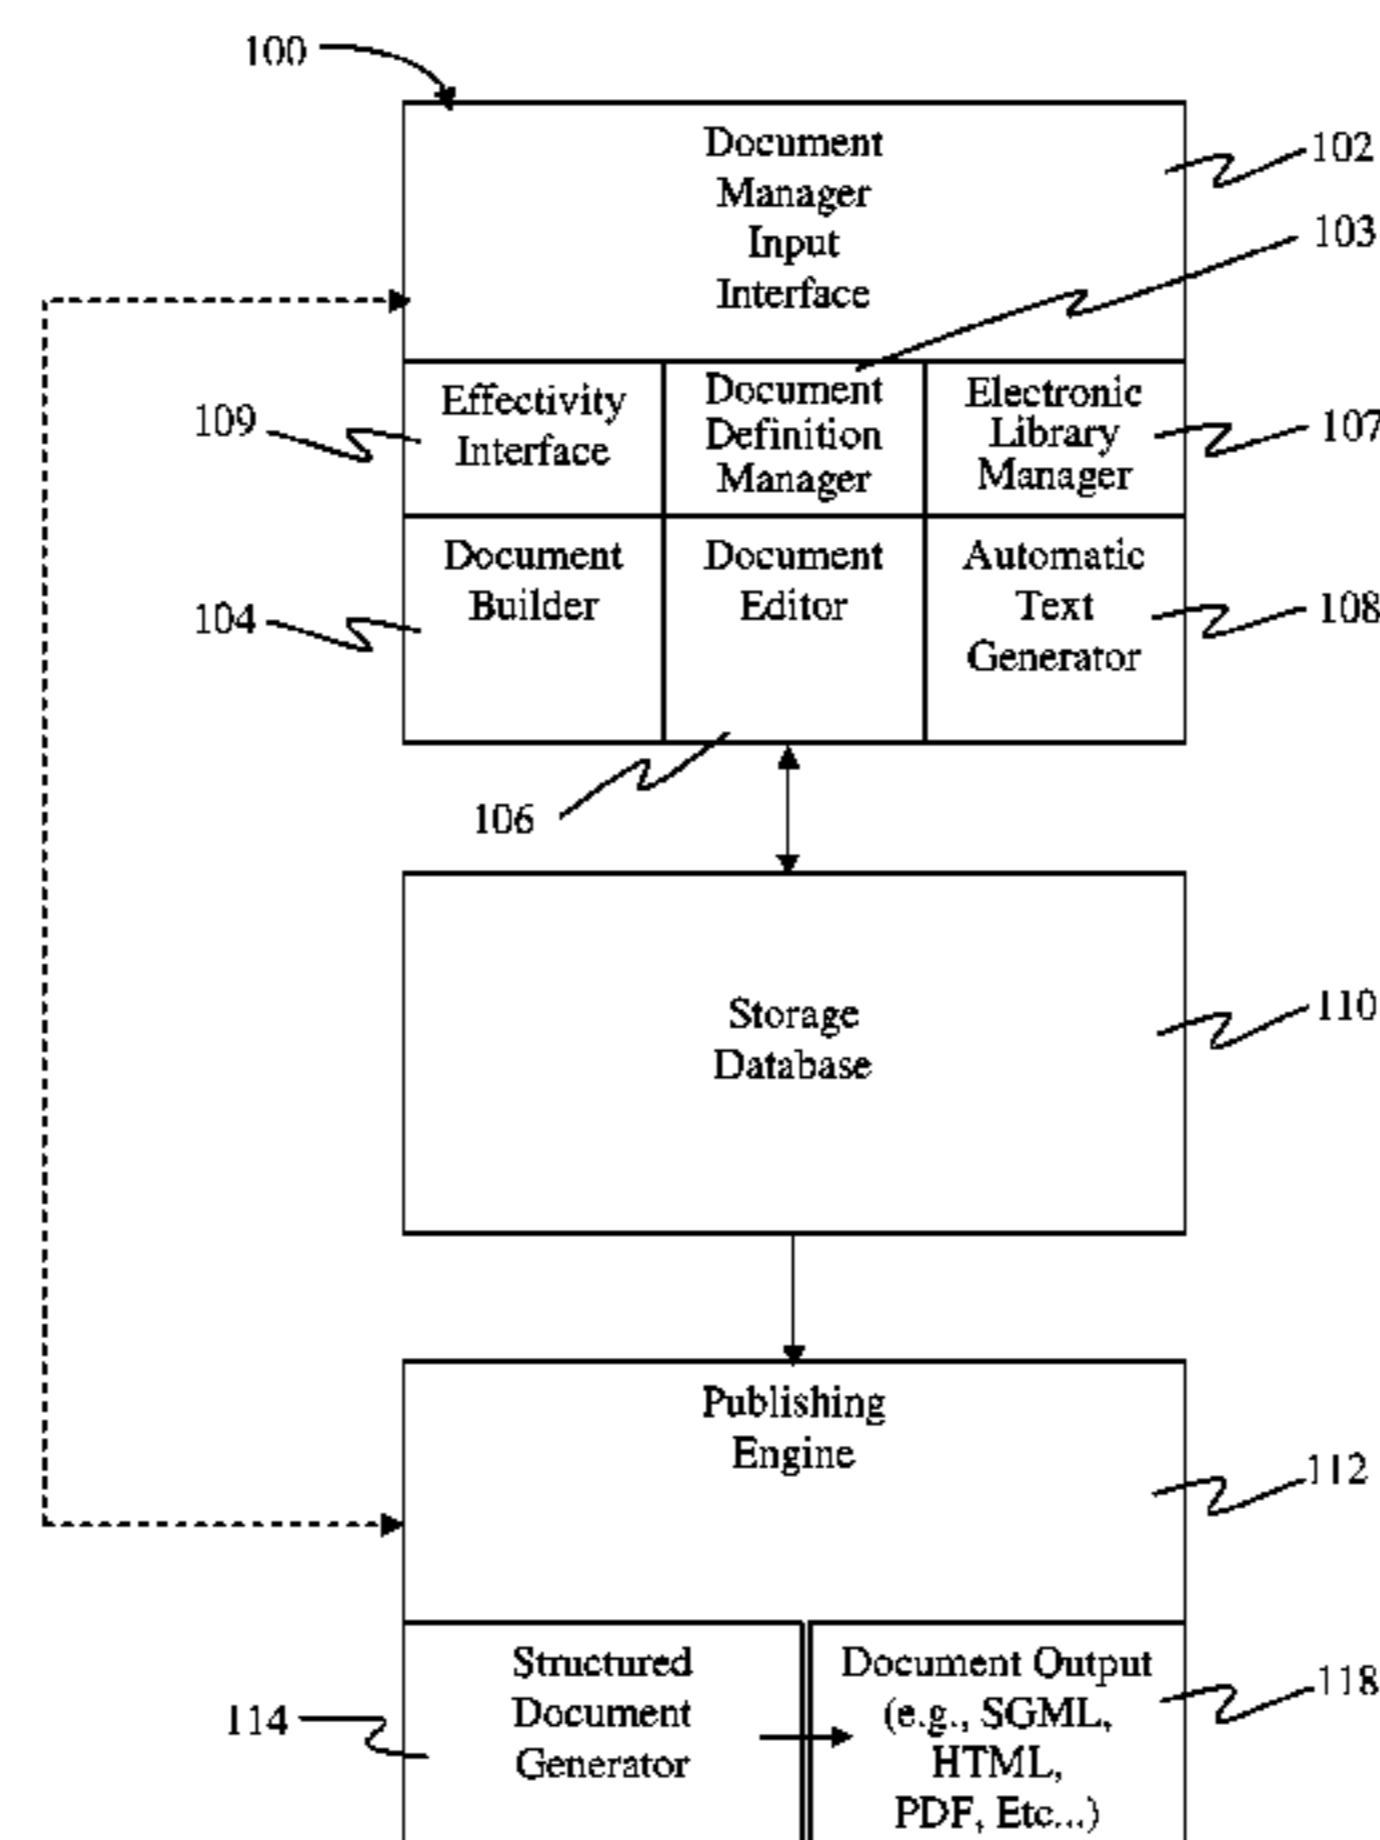 100
Document
Manager
Input
Interface
102
103
Effectivity
Interface
109
Document
Definition
Manager
Electronic
Library
Manager
107
Document
Builder
104
Document
Editor
Automatic
Text
Generator
108
106
Storage
Database
110
Publishing
Engine
112
Structured
Document
Generator
114
Document Output
(e.g., SGML,
HTML,
PDF, Etc...)
118